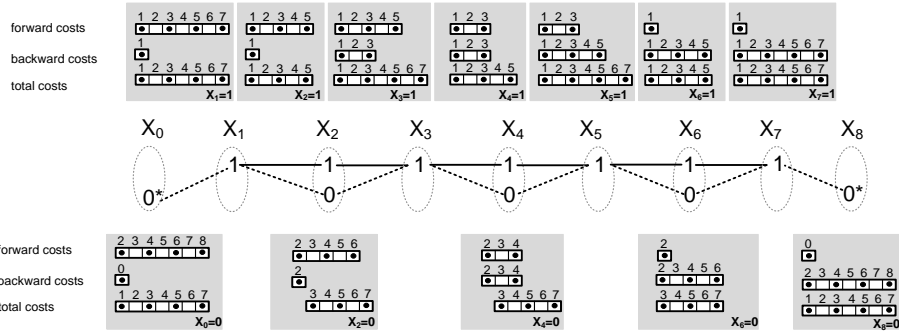 forward costs 1 2 3 4 5 6 7 1 2 3 4 5 1 2 3 4 5 1 2 3 1 2 3 1 1
backward costs 1 1 1 2 3 1 2 3 1 2 3 4 5 1 2 3 4 5 1 2 3 4 5 6 7
total costs 1 2 3 4 5 6 7 1 2 3 4 5 1 2 3 4 5 6 7 1 2 3 4 5 1 2 3 4 5 6 7 1 2 3 4 5 1 2 3 4 5 6 7
X₁=1 X₂=1 X₃=1 X₄=1 X₅=1 X₆=1 X₇=1
X₀ X₁ X₂ X₃ X₄ X₅ X₆ X₇ X₈
1 1 1 1 1 1 1
0* 0 0 0 0*
forward costs 2 3 4 5 6 7 8 2 3 4 5 6 2 3 4 2 0
backward costs 0 2 2 3 4 2 3 4 5 6 2 3 4 5 6 7 8
total costs 1 2 3 4 5 6 7 3 4 5 6 7 3 4 5 6 7 3 4 5 6 7 1 2 3 4 5 6 7
X₀=0 X₂=0 X₄=0 X₆=0 X₈=0